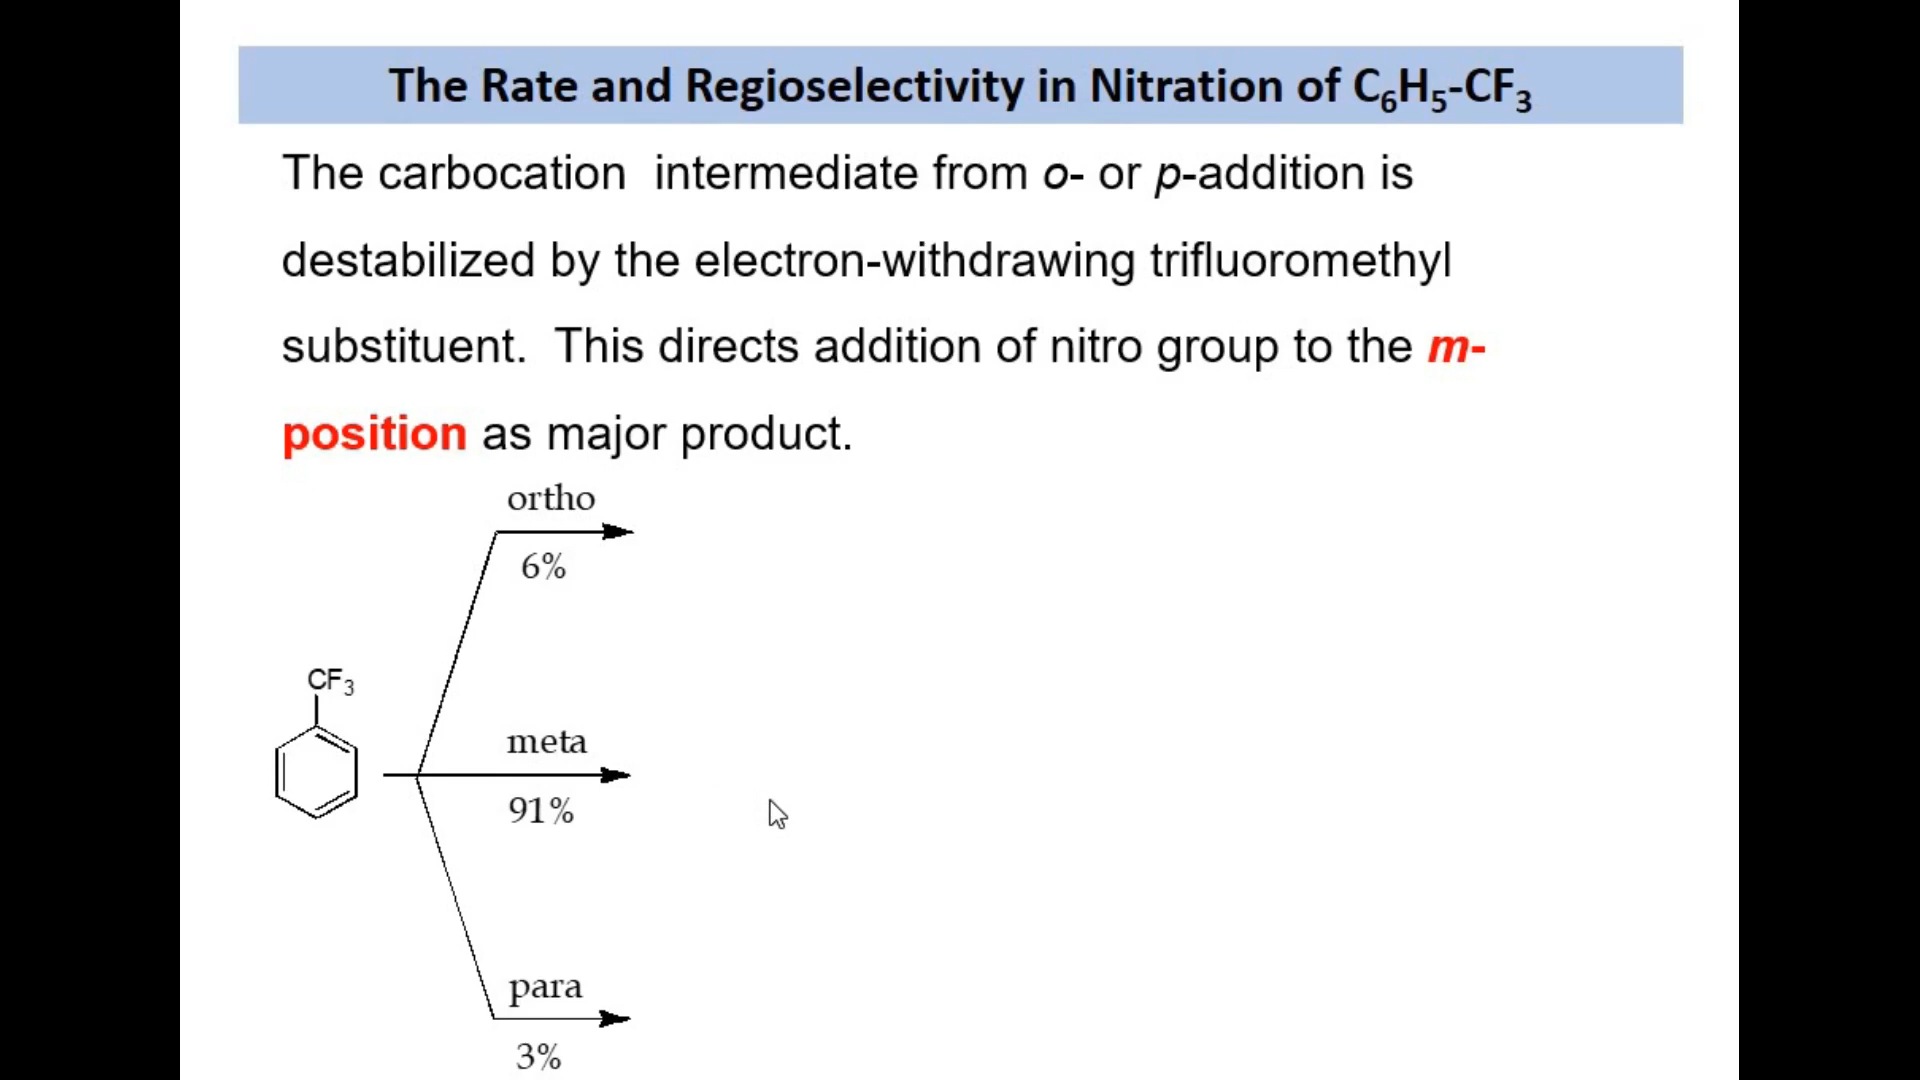 The Rate and Regioselectivity in Nitration of C₆H₅-CF₃
The carbocation  intermediate from o- or p-addition is
destabilized by the electron-withdrawing trifluoromethyl
substituent.  This directs addition of nitro group to the m-
position as major product.
ortho
6%
CF₃
meta
91%
para
3%